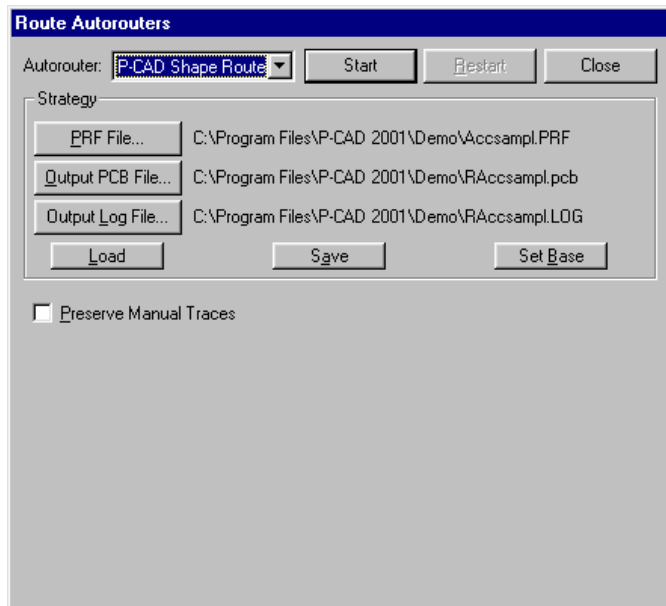 Route Autorouters
Autorouter: P-CAD Shape Route Start Restart Close
Strategy
PRF File... C:\Program Files\P-CAD 2001\Demo\Accsampl.PRF
Output PCB File... C:\Program Files\P-CAD 2001\Demo\RAccsampl.pcb
Output Log File... C:\Program Files\P-CAD 2001\Demo\RAccsampl.LOG
Load Save Set Base
Preserve Manual Traces